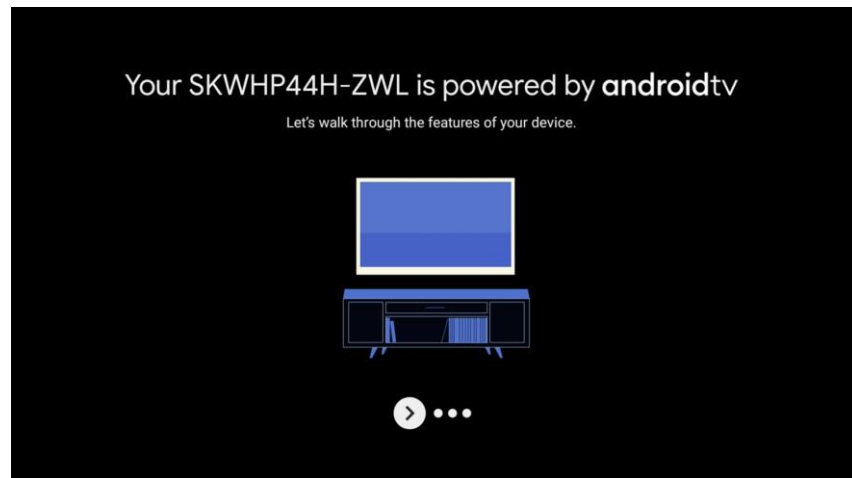 Your SKWHP44H-ZWL is powered by androidtv
Let's walk through the features of your device.